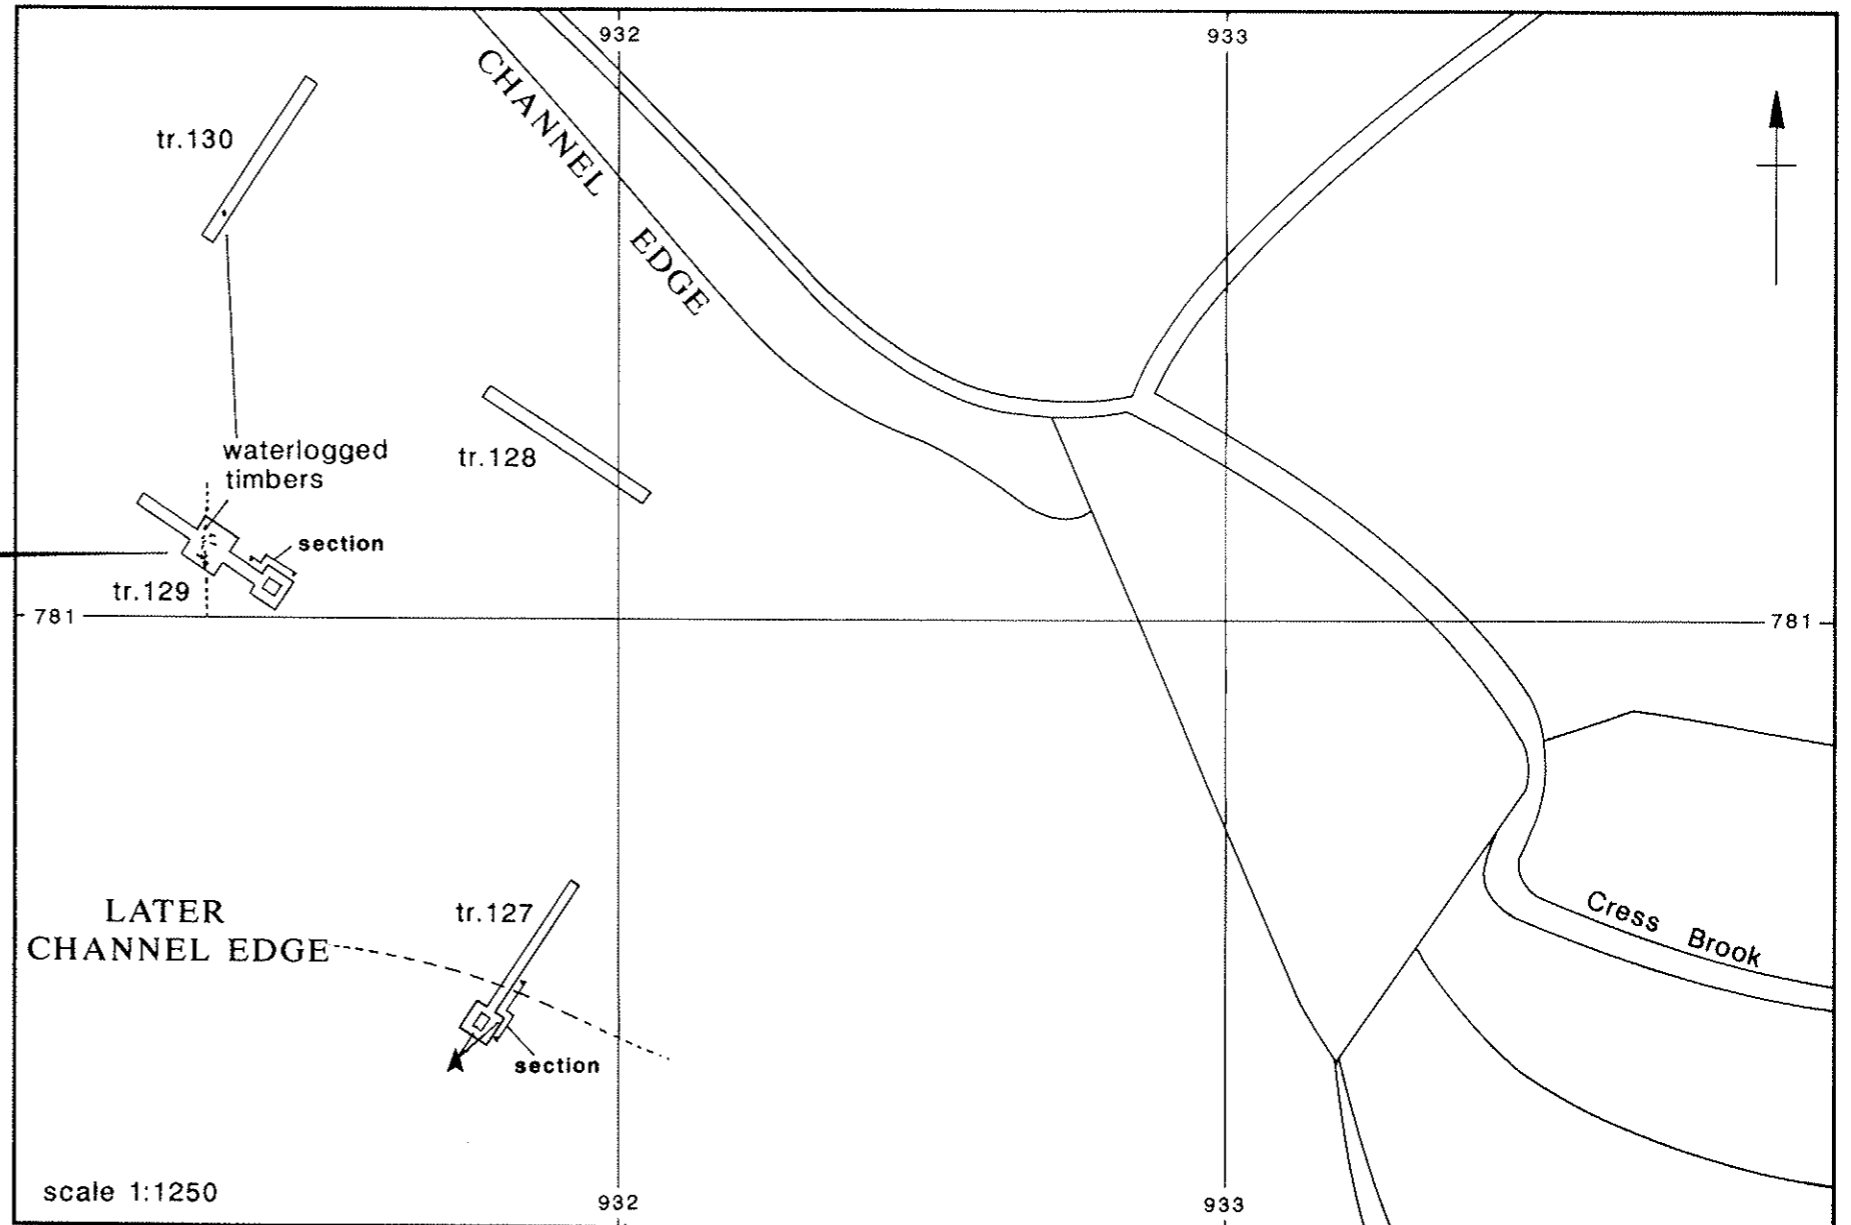 932
933
CHANNEL EDGE
tr.130
waterlogged
timbers
tr.128
section
tr.129
781
781
LATER
CHANNEL EDGE
tr.127
section
Cress Brook
scale 1:1250
932
933